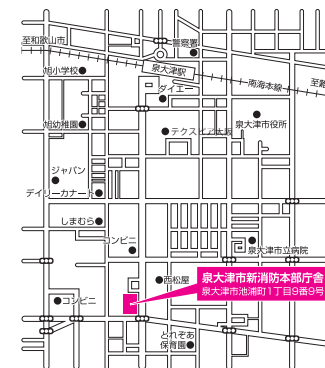 至和歌山市
警察署
旭小学校
泉大津駅
南海本線
至難
ダイエー
旭幼稚園
テクスピア大阪
泉大津市役所
ジャパン
デイリーカナート
しまむら
コンビニ
泉大津市立病院
西松屋
泉大津市新消防本部庁舎
泉大津市池浦町1丁目9番9号
コンビニ
とれぞあ
保育園